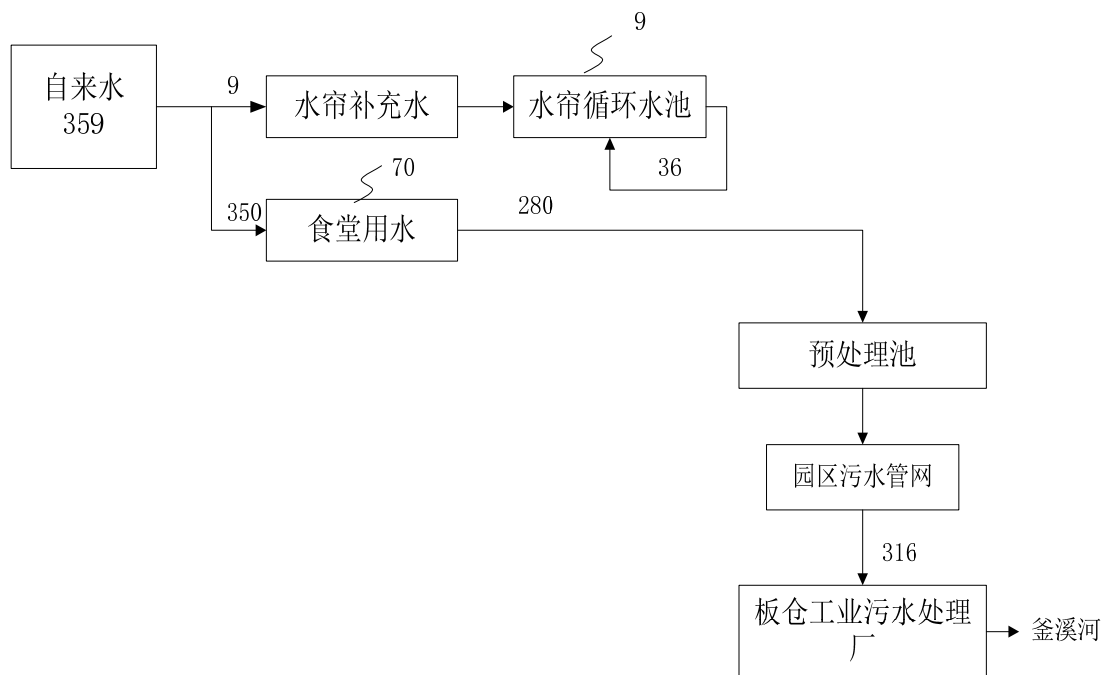 9
自来水
359
9
水帘补充水
水帘循环水池
36
70
350
食堂用水
280
预处理池
园区污水管网
316
板仓工业污水处理
厂
釜溪河